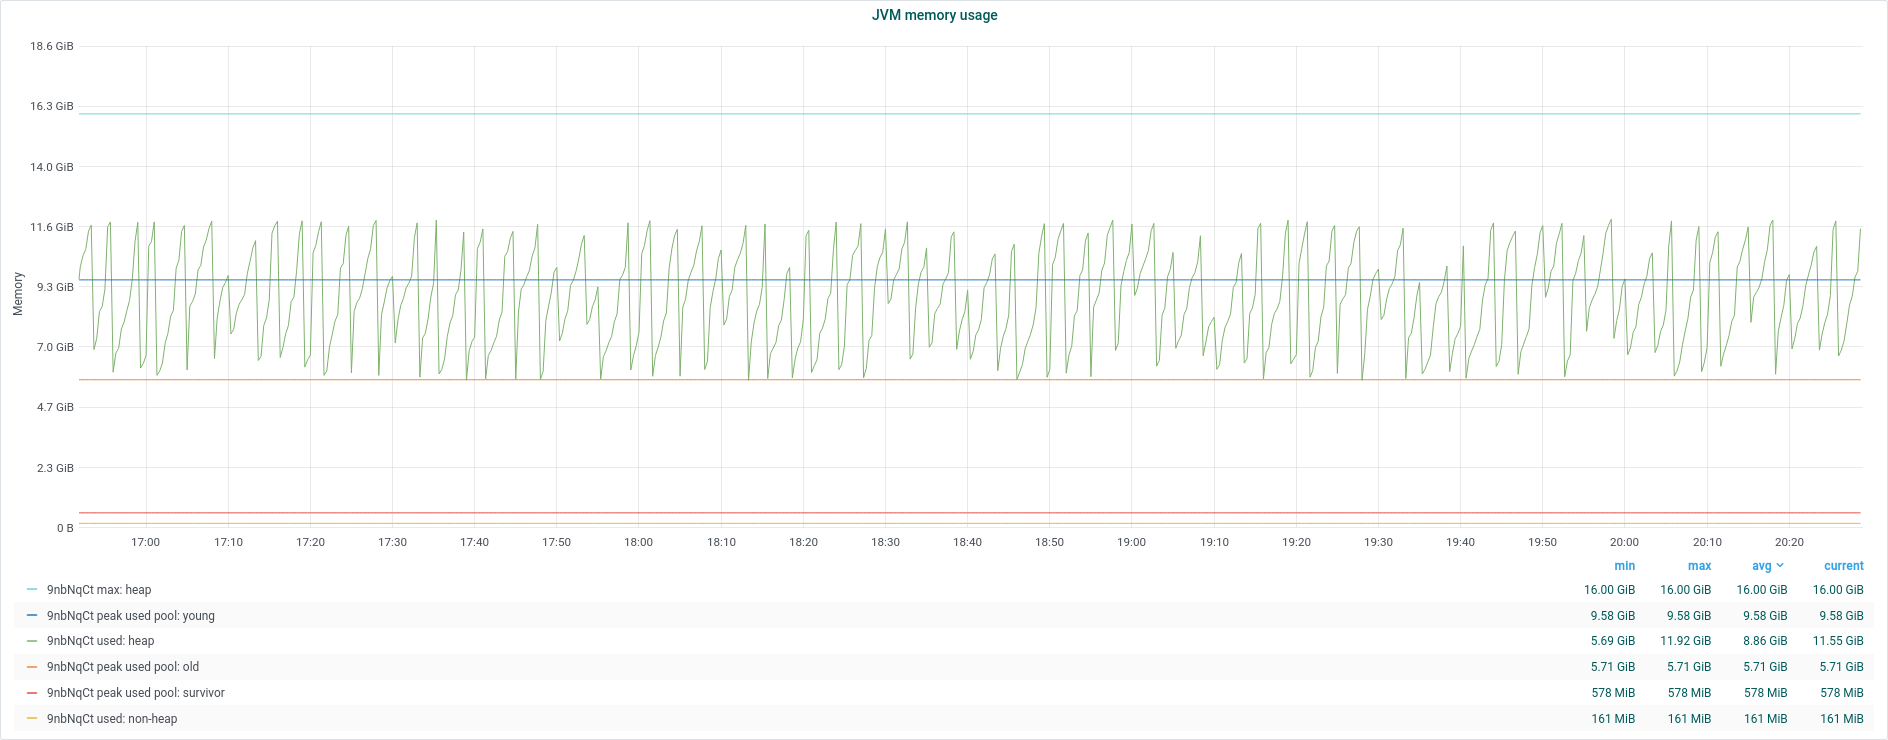 JVM memory usage
18.6 GiB
16.3 GiB
14.0 GiB
11.6 GiB
9.3 GiB
7.0 GiB
4.7 GiB
2.3 GiB
0 B
Memory
17:00 17:10 17:20 17:30 17:40 17:50 18:00 18:10 18:20 18:30 18:40 18:50 19:00 19:10 19:20 19:30 19:40 19:50 20:00 20:10 20:20
min max avg current
9nbNqCt max: heap 16.00 GiB 16.00 GiB 16.00 GiB 16.00 GiB
9nbNqCt peak used pool: young 9.58 GiB 9.58 GiB 9.58 GiB 9.58 GiB
9nbNqCt used: heap 5.69 GiB 11.92 GiB 8.86 GiB 11.55 GiB
9nbNqCt peak used pool: old 5.71 GiB 5.71 GiB 5.71 GiB 5.71 GiB
9nbNqCt peak used pool: survivor 578 MiB 578 MiB 578 MiB 578 MiB
9nbNqCt used: non-heap 161 MiB 161 MiB 161 MiB 161 MiB